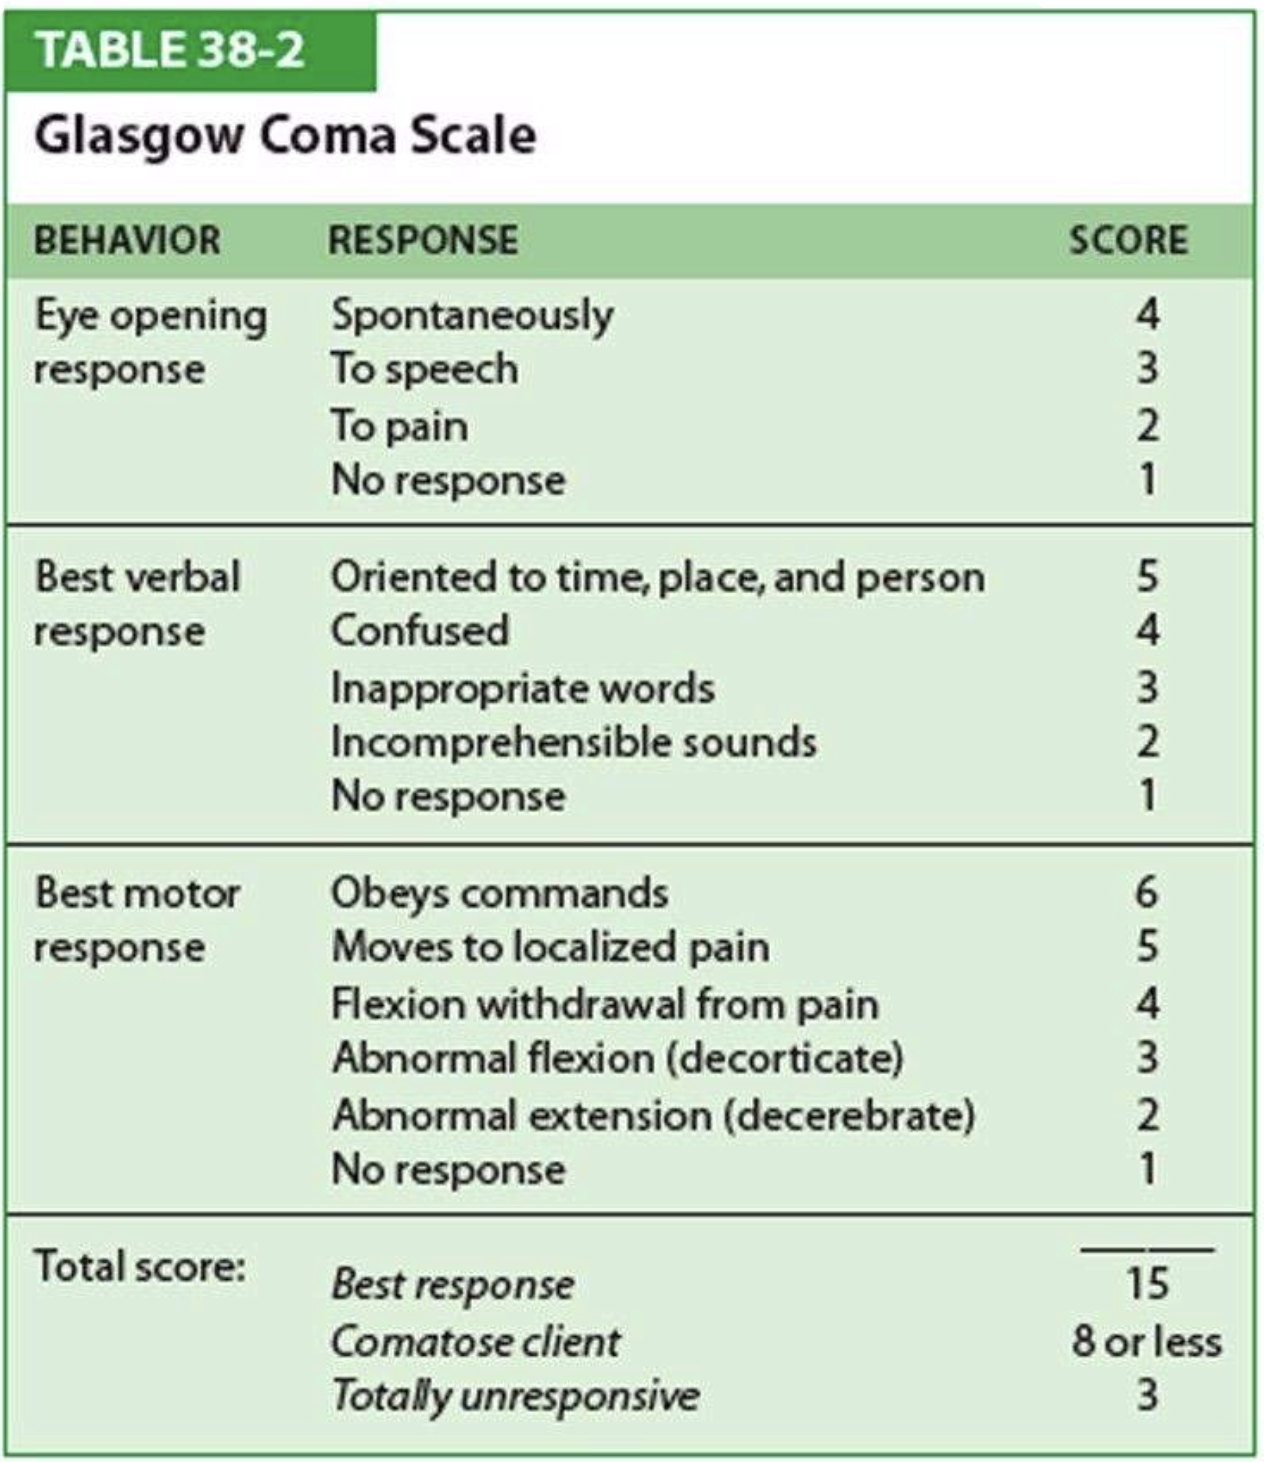 TABLE 38-2
Glasgow Coma Scale
BEHAVIOR RESPONSE SCORE
Eye opening Spontaneously 4
response To speech 3
To pain 2
No response 1
Best verbal Oriented to time, place, and person 5
response Confused 4
Inappropriate words 3
Incomprehensible sounds 2
No response 1
Best motor Obeys commands 6
response Moves to localized pain 5
Flexion withdrawal from pain 4
Abnormal flexion (decorticate) 3
Abnormal extension (decerebrate) 2
No response 1
Total score:
Best response 15
Comatose client 8 or less
Totally unresponsive 3